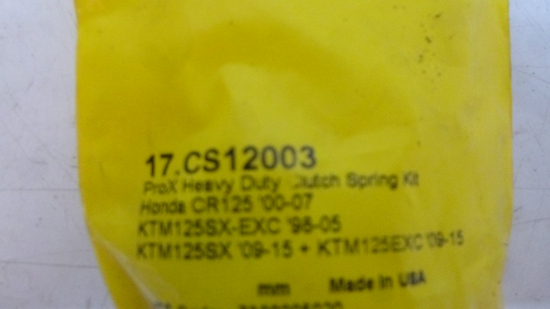 17.CS12003
ProX Heavy Duty Clutch Spring Kit
Honda CR125 '00-07
KTM125SX-EXC '98-05
KTM125SX '09-15 + KTM125EXC '09-15
mm Made in USA